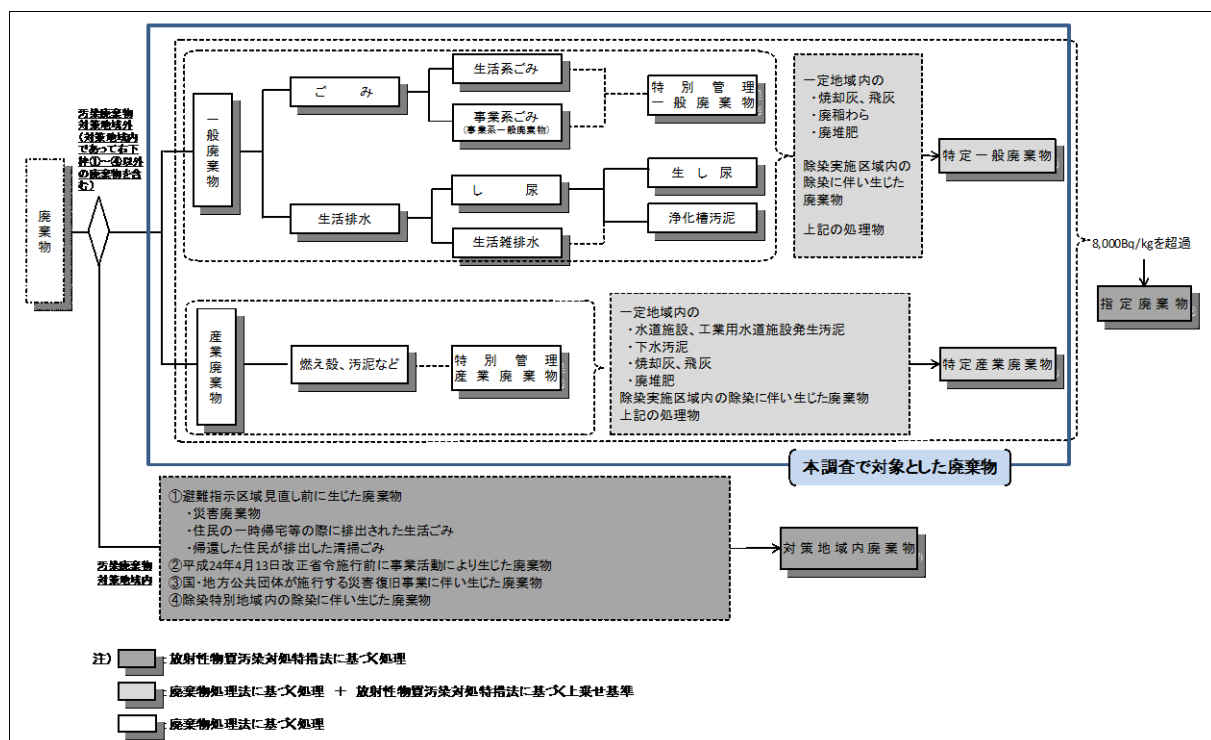 汚染廃棄物
対策地域外
(対策地域内
であって右下
枠①~④以外
の廃棄物を含
む)
廃棄物
一般廃棄物
ごみ
生活系ごみ
事業系ごみ
(事業系一般廃棄物)
特別管理
一般廃棄物
生活排水
し尿
生活雑排水
生し尿
浄化槽汚泥
一定地域内の
・焼却灰、飛灰
・廃稲わら
・廃堆肥
除染実施区域内の
除染に伴い生じた
廃棄物
上記の処理物
特定一般廃棄物
8,000Bq/kgを超過
指定廃棄物
産業廃棄物
燃え殻、汚泥など
特別管理
産業廃棄物
一定地域内の
・水道施設、工業用水道施設発生汚泥
・下水汚泥
・焼却灰、飛灰
・廃堆肥
除染実施区域内の除染に伴い生じた廃棄物
上記の処理物
特定産業廃棄物
本調査で対象とした廃棄物
汚染廃棄物
対策地域内
①避難指示区域見直し前に生じた廃棄物
・災害廃棄物
・住民の一時帰宅等の際に排出された生活ごみ
・帰還した住民が排出した清掃ごみ
②平成24年4月13日改正省令施行前に事業活動により生じた廃棄物
③国・地方公共団体が施行する災害復旧事業に伴い生じた廃棄物
④除染特別地域内の除染に伴い生じた廃棄物
対策地域内廃棄物
注) :放射性物質汚染対処特措法に基づく処理
:廃棄物処理法に基づく処理 + 放射性物質汚染対処特措法に基づく上乗せ基準
:廃棄物処理法に基づく処理